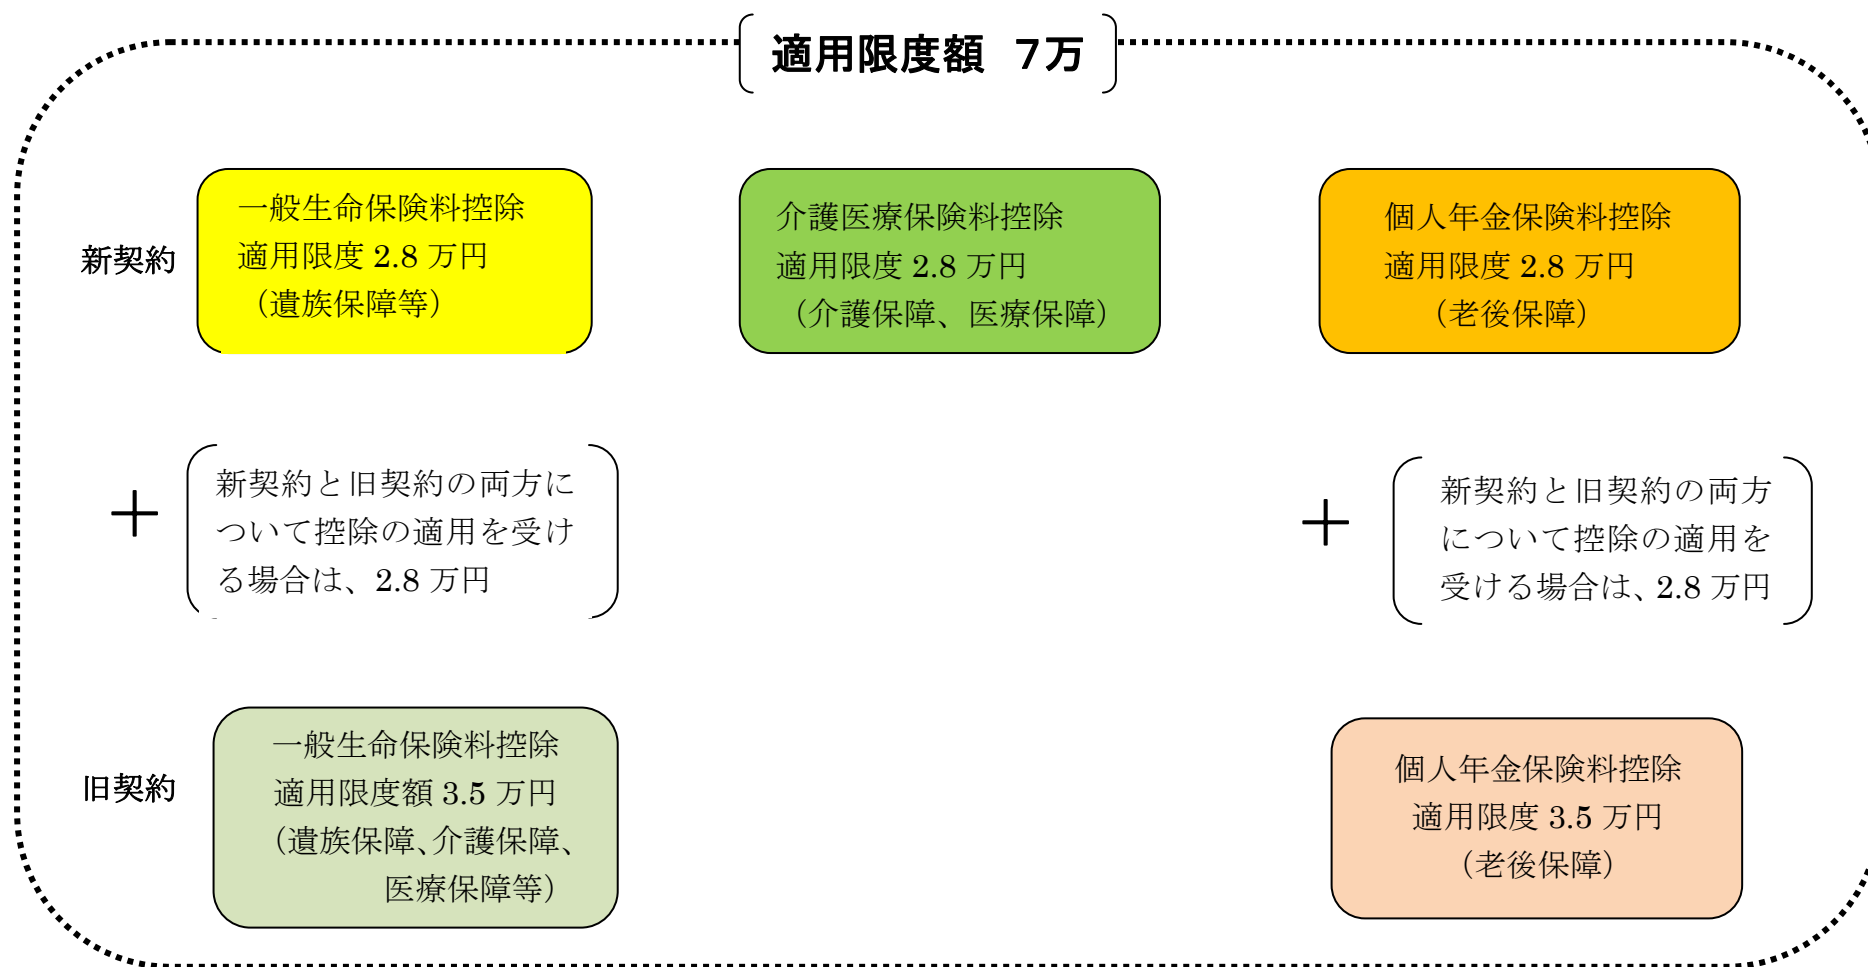 適用限度額　7万
新契約
一般生命保険料控除
適用限度 2.8 万円
（遺族保障等）
介護医療保険料控除
適用限度 2.8 万円
（介護保障、医療保障）
個人年金保険料控除
適用限度 2.8 万円
（老後保障）
＋
新契約と旧契約の両方に
ついて控除の適用を受け
る場合は、2.8 万円
＋
新契約と旧契約の両方
について控除の適用を
受ける場合は、2.8 万円
旧契約
一般生命保険料控除
適用限度額 3.5 万円
（遺族保障、介護保障、
医療保障等）
個人年金保険料控除
適用限度 3.5 万円
（老後保障）